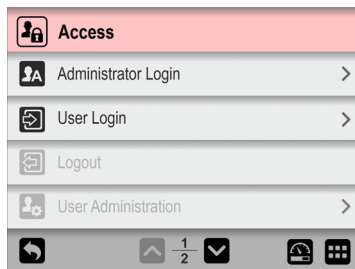 Access
Administrator Login
User Login
Logout
User Administration
1
2